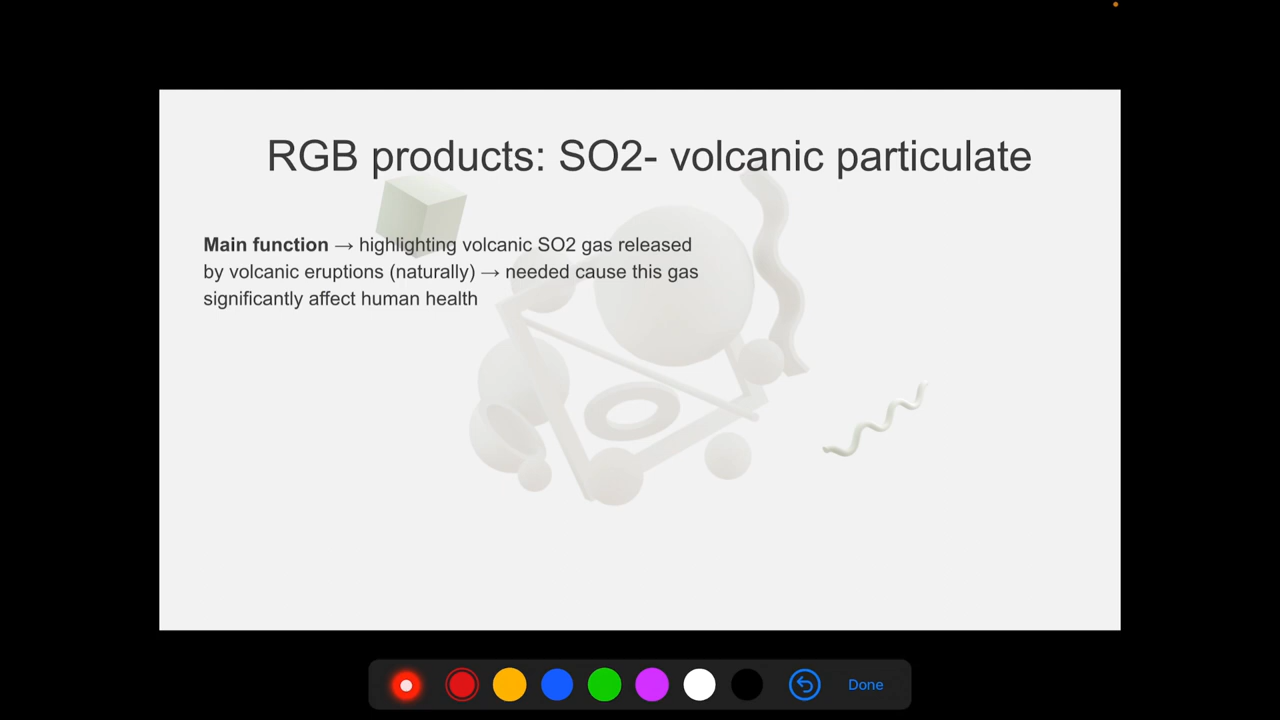 RGB products: SO2- volcanic particulate
Main function → highlighting volcanic SO2 gas released
by volcanic eruptions (naturally) → needed cause this gas
significantly affect human health
Done